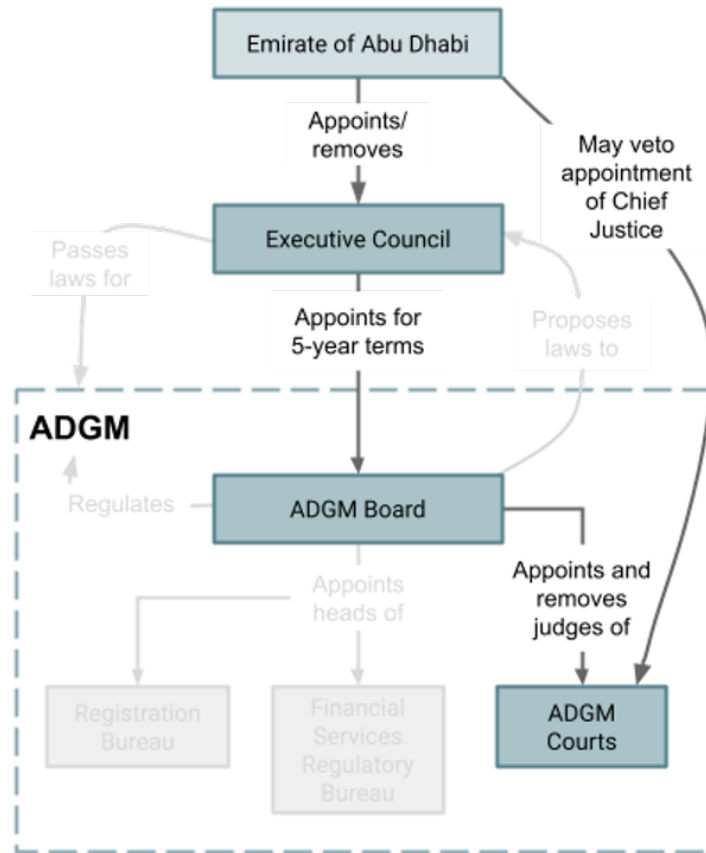 Emirate of Abu Dhabi
Appoints/
removes
May veto
appointment
of Chief
Justice
Executive Council
Passes
laws for
Appoints for
5-year terms
Proposes
laws to
ADGM
Regulates
ADGM Board
Appoints
heads of
Appoints and
removes
judges of
Registration
Bureau
Financial
Services
Regulatory
Bureau
ADGM
Courts